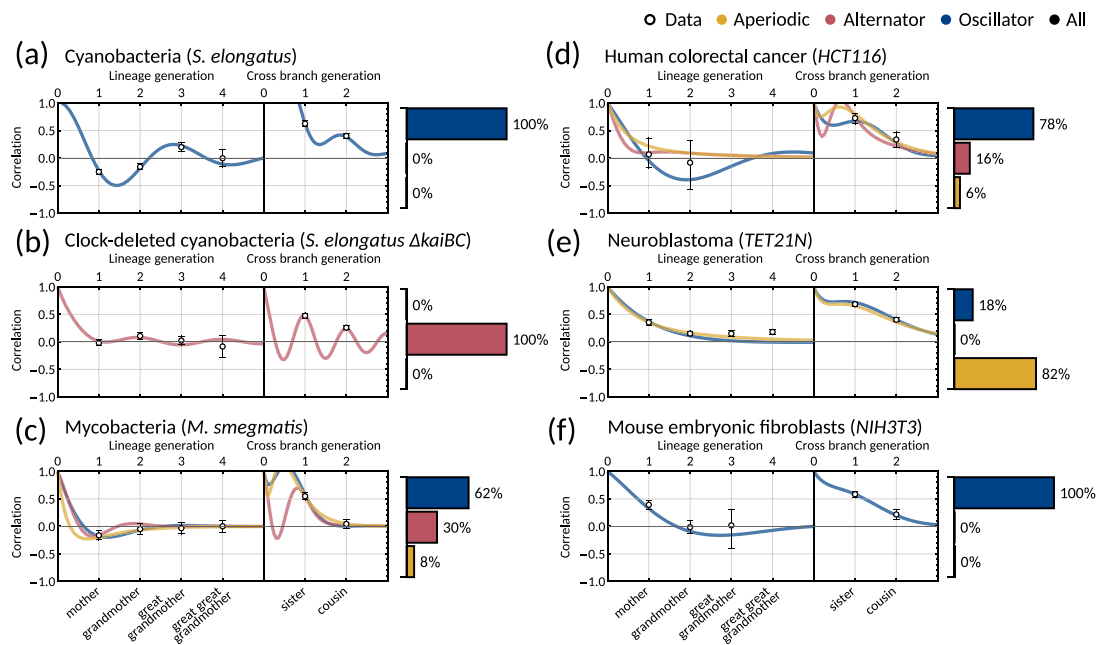 Data Aperiodic Alternator Oscillator All
(a) Cyanobacteria (S. elongatus)
Lineage generation Cross branch generation
0 1 2 3 4 0 1 2
1.0
0.5
0.0
−0.5
−1.0
Correlation
100%
0%
0%
(b) Clock-deleted cyanobacteria (S. elongatus ΔkaiBC)
Lineage generation Cross branch generation
0 1 2 3 4 0 1 2
1.0
0.5
0.0
−0.5
−1.0
Correlation
0%
100%
0%
(c) Mycobacteria (M. smegmatis)
Lineage generation Cross branch generation
0 1 2 3 4 0 1 2
1.0
0.5
0.0
−0.5
−1.0
Correlation
62%
30%
8%
mother
grandmother
great
grandmother
great great
grandmother
sister
cousin
(d) Human colorectal cancer (HCT116)
Lineage generation Cross branch generation
0 1 2 3 4 0 1 2
1.0
0.5
0.0
−0.5
−1.0
Correlation
78%
16%
6%
(e) Neuroblastoma (TET21N)
Lineage generation Cross branch generation
0 1 2 3 4 0 1 2
1.0
0.5
0.0
−0.5
−1.0
Correlation
18%
0%
82%
(f) Mouse embryonic fibroblasts (NIH3T3)
Lineage generation Cross branch generation
0 1 2 3 4 0 1 2
1.0
0.5
0.0
−0.5
−1.0
Correlation
100%
0%
0%
mother
grandmother
great
grandmother
great great
grandmother
sister
cousin